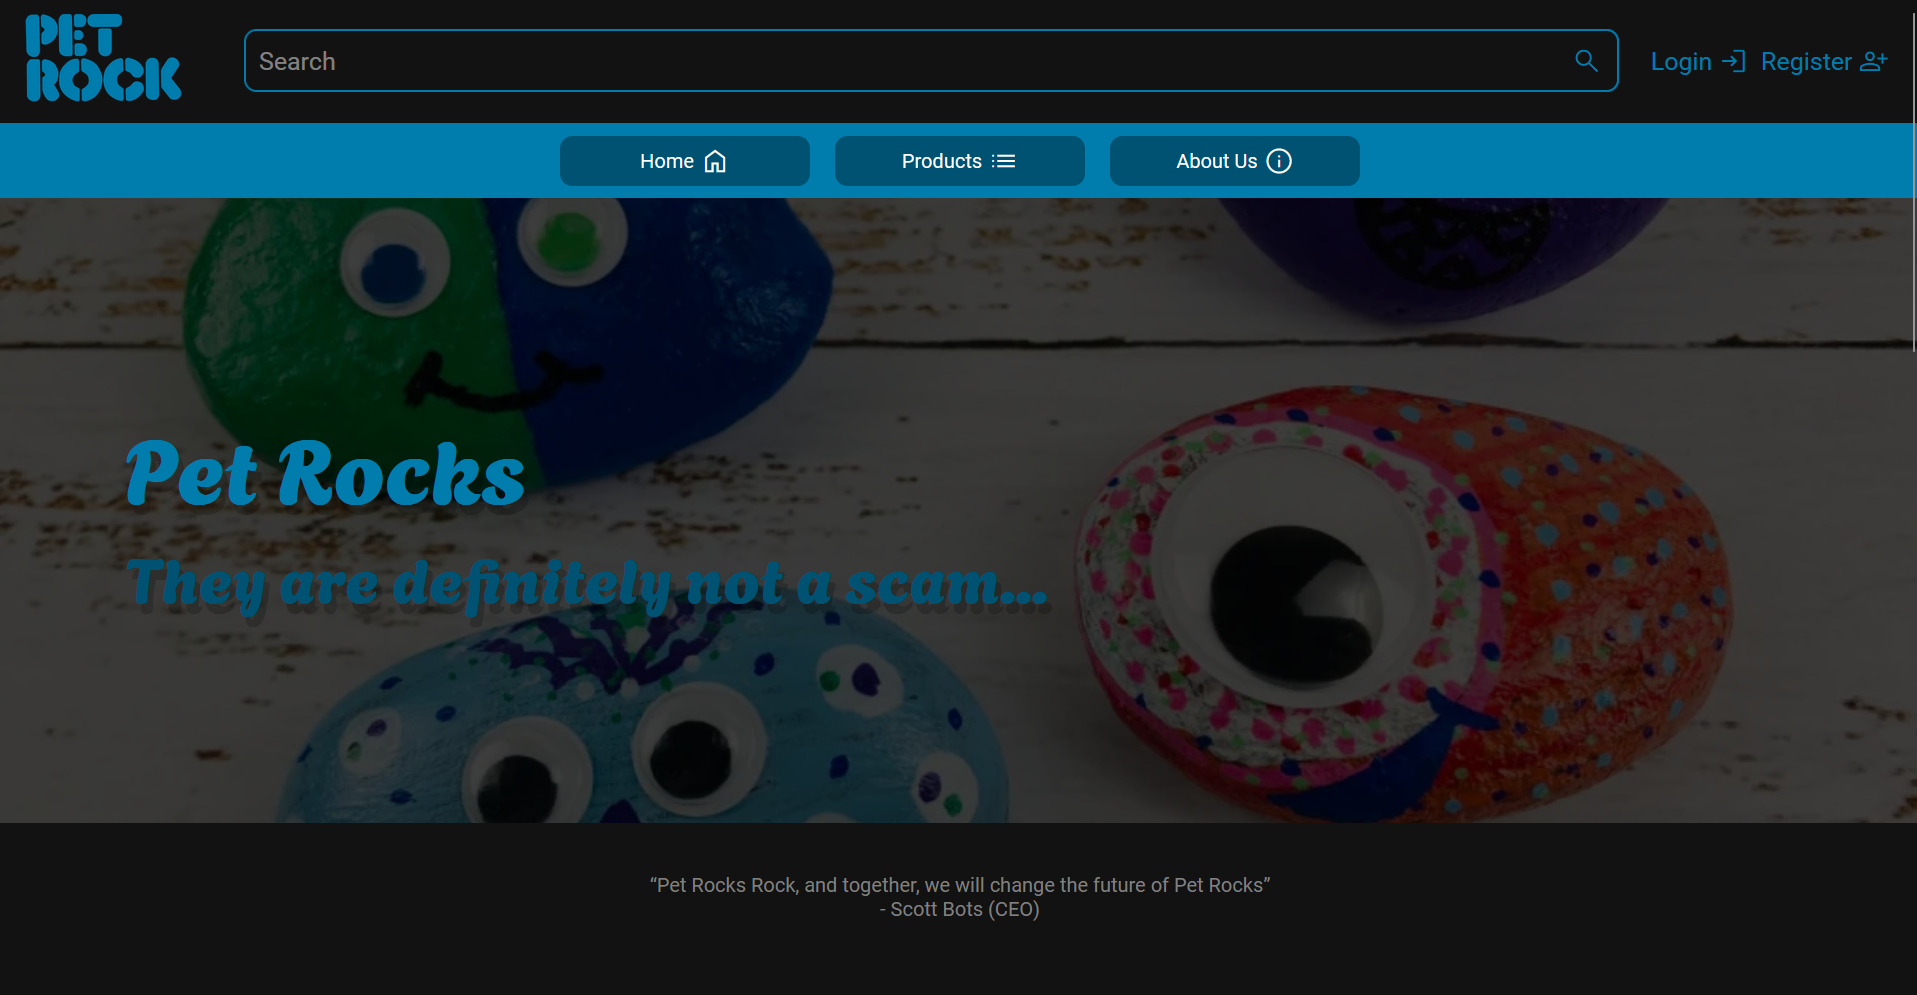 PET
ROCK
Search
Login
Register
Home
Products
About Us
Pet Rocks
They are definitely not a scam...
“Pet Rocks Rock, and together, we will change the future of Pet Rocks”
- Scott Bots (CEO)